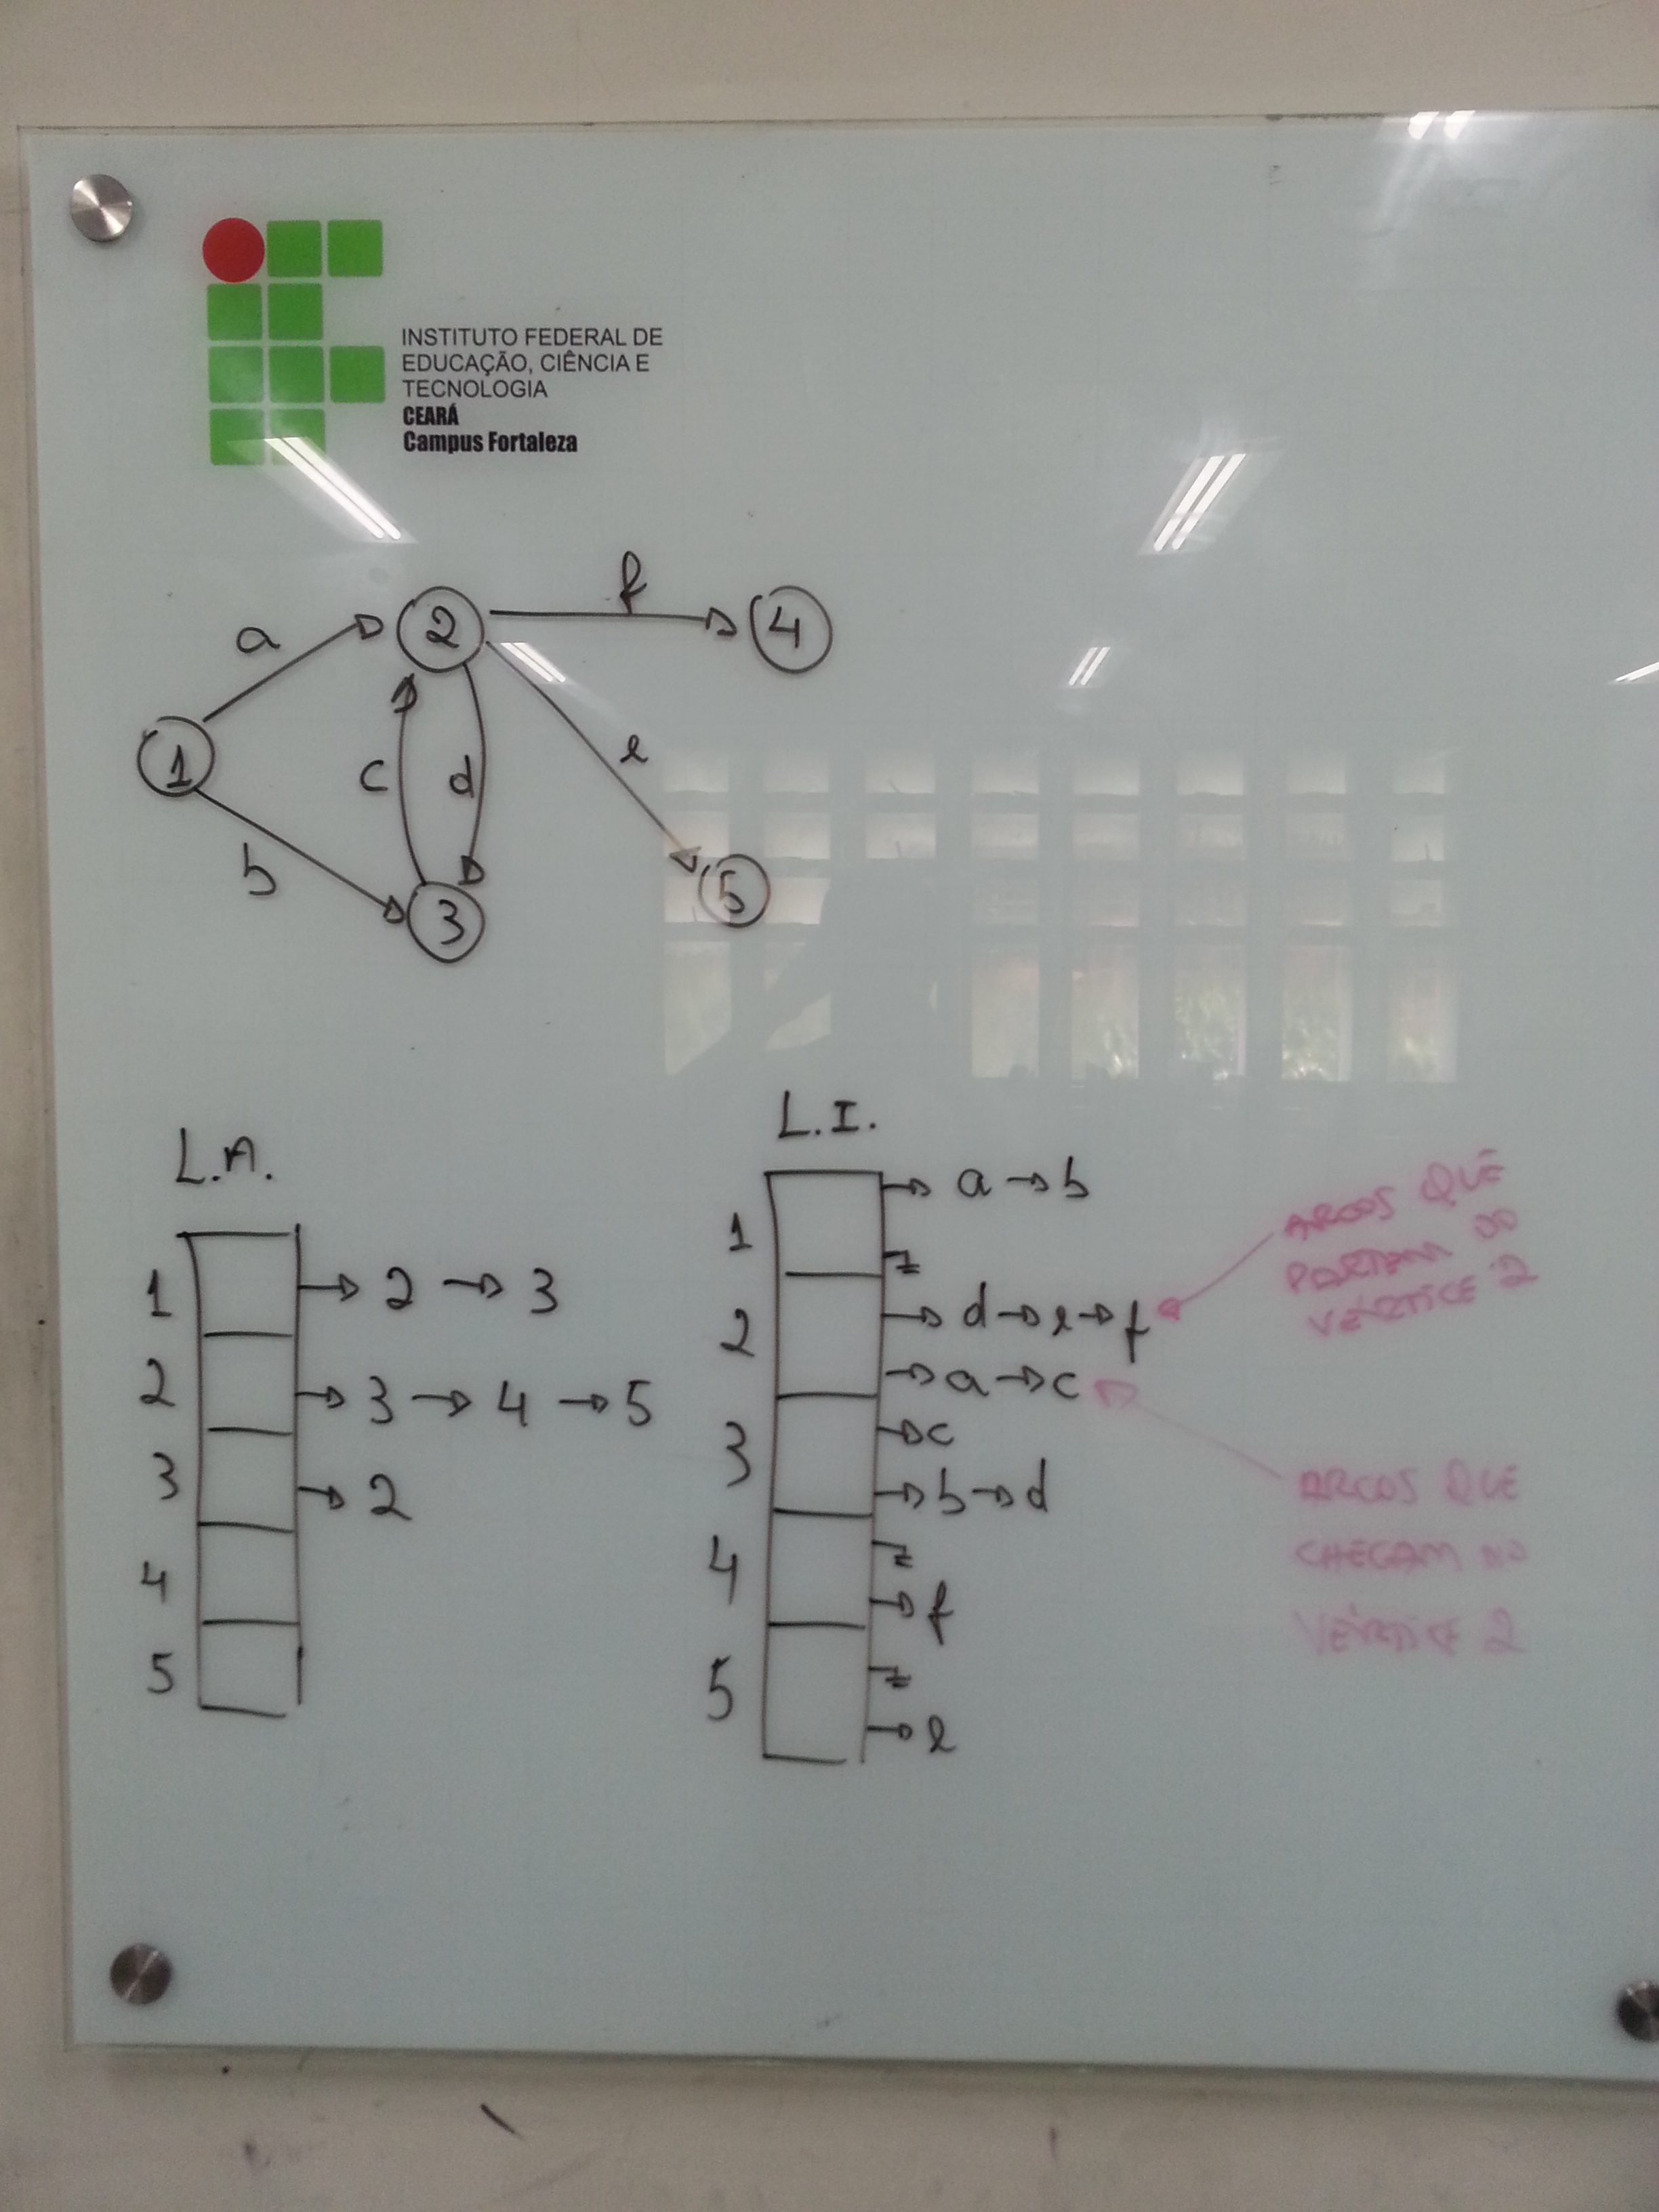 INSTITUTO FEDERAL DE
EDUCAÇÃO, CIÊNCIA E
TECNOLOGIA
CEARÁ
Campus Fortaleza
f
a
2
4
1
c
d
e
b
3
5
L.A.
1 → 2 → 3
2 → 3 → 4 → 5
3 → 2
4
5
L.I.
1 → a → b
2 → d → e → f
→ a → c
3 → c
→ b → d
4
→ f
5
→ e
ARCOS QUE
PARTEM DO
VÉRTICE 2
ARCOS QUE
CHEGAM NO
VÉRTICE 2